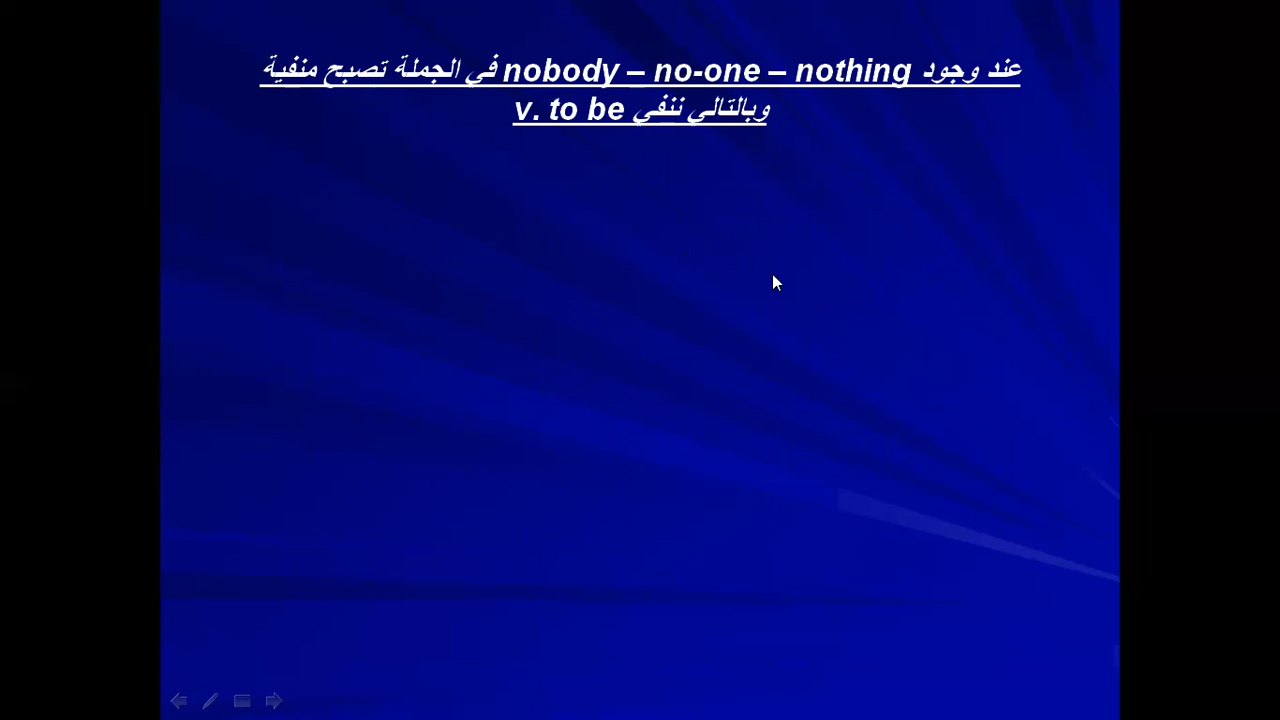 عند وجود nobody – no-one – nothing في الجملة تصبح منفية
وبالتالي ننفي v. to be